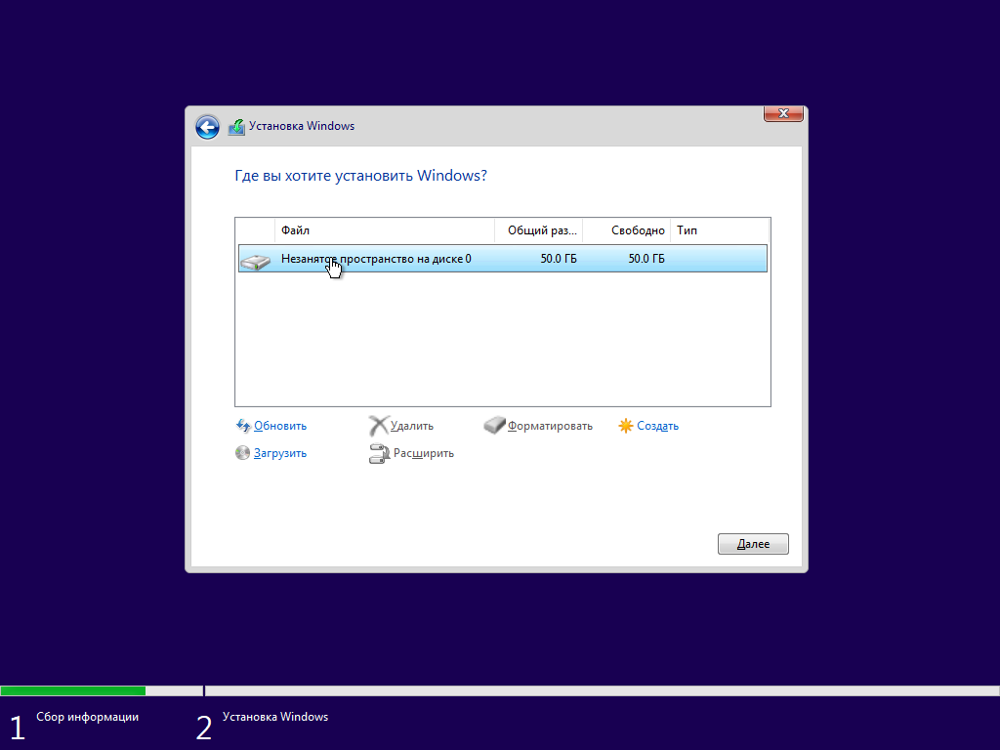 Установка Windows
Где вы хотите установить Windows?
Файл Общий раз... Свободно Тип
Незанятое пространство на диске 0 50.0 ГБ 50.0 ГБ
Обновить Удалить Форматировать Создать
Загрузить Расширить
Далее
1 Сбор информации 2 Установка Windows